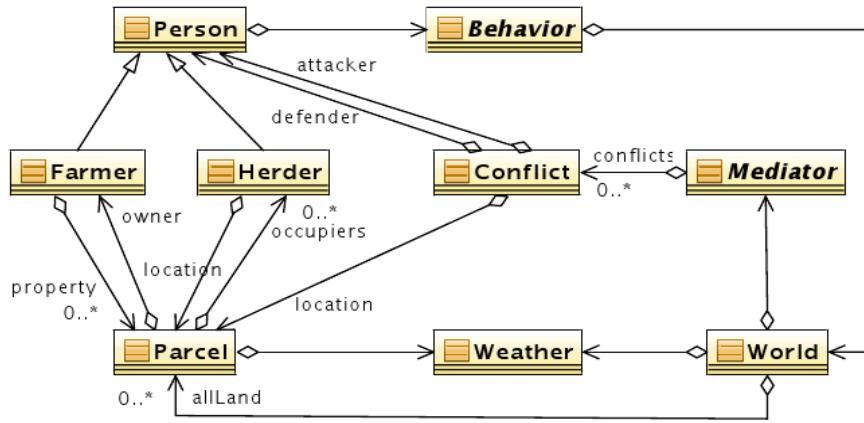 Person
Behavior
attacker
defender
Farmer
Herder
Conflict
conflicts
0..*
Mediator
owner
0..*
occupiers
location
property
0..*
location
Parcel
Weather
World
0..*
allLand